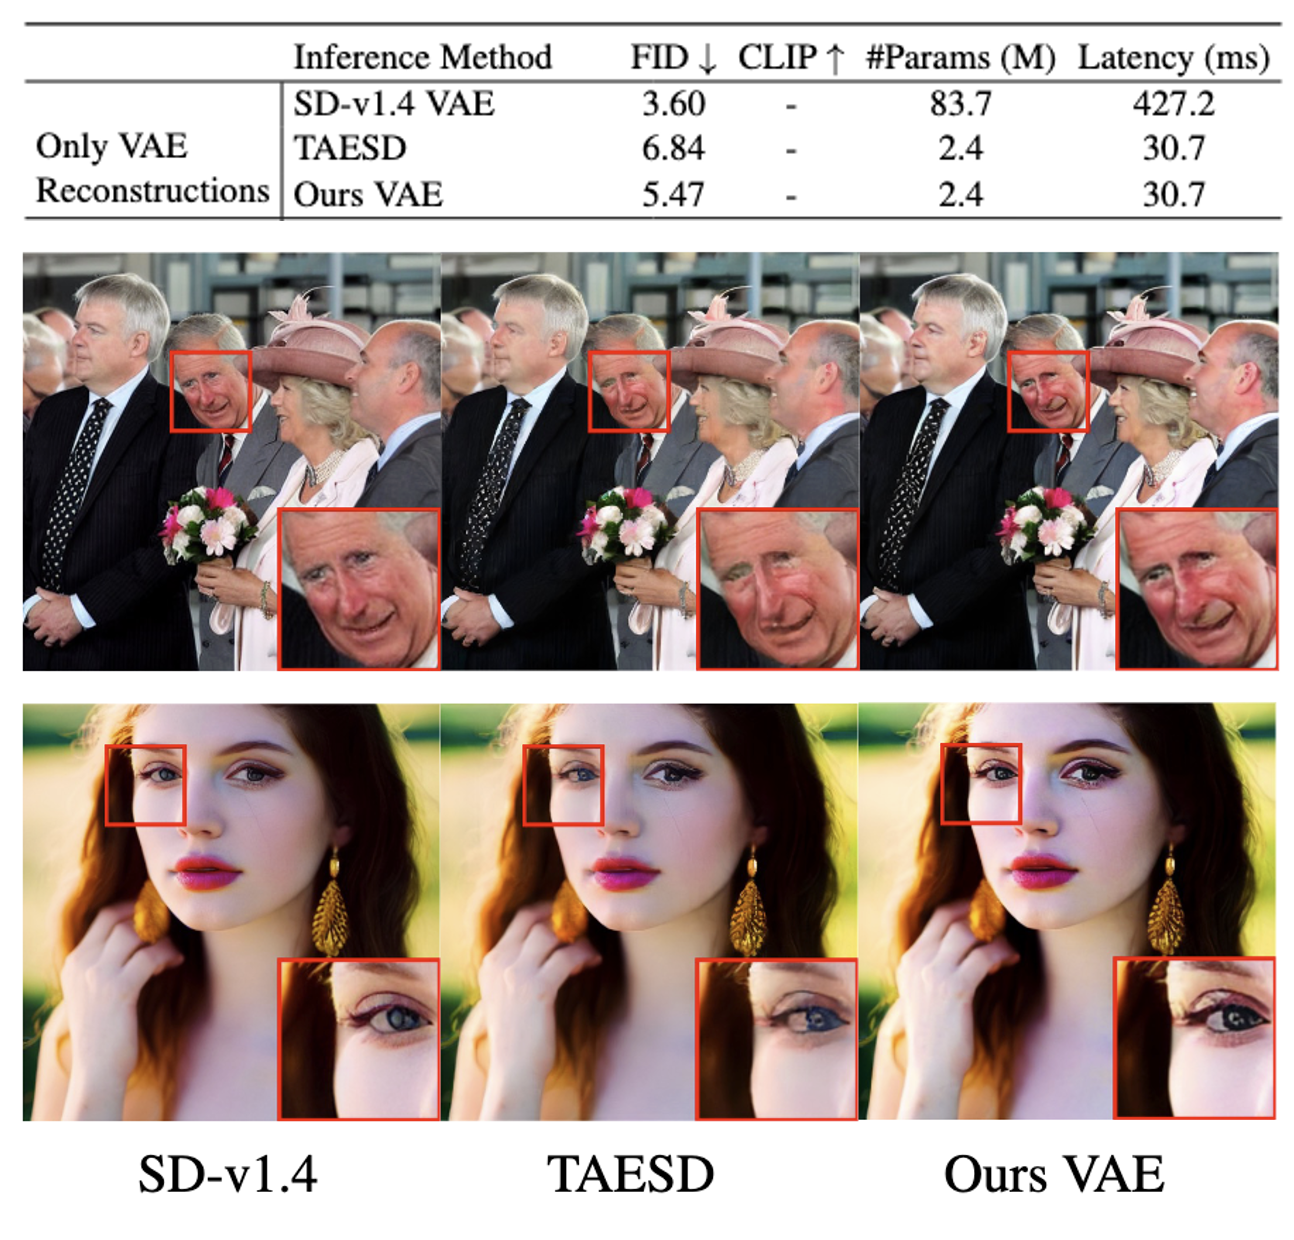 Inference Method FID ↓ CLIP ↑ #Params (M) Latency (ms)
SD-v1.4 VAE 3.60 - 83.7 427.2
Only VAE TAESD 6.84 - 2.4 30.7
Reconstructions Ours VAE 5.47 - 2.4 30.7
SD-v1.4 TAESD Ours VAE